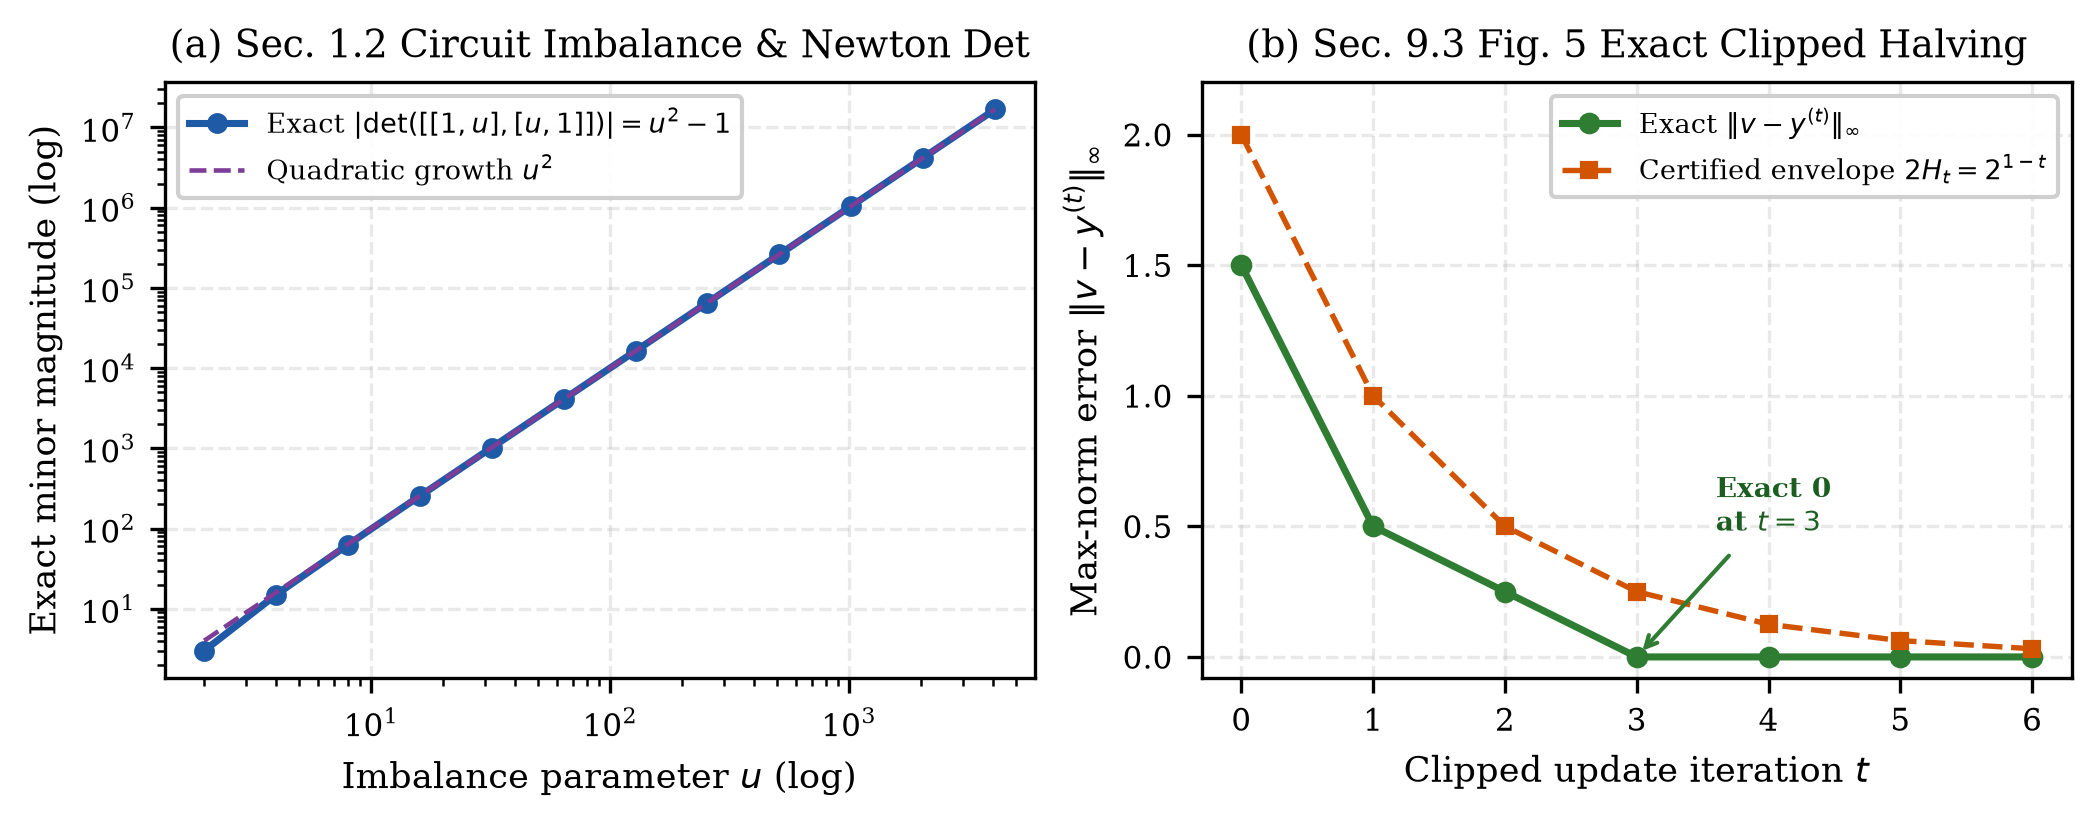 (a) Sec. 1.2 Circuit Imbalance & Newton Det
Exact |det([[1, u], [u, 1]])| = u² − 1
Quadratic growth u²
Exact minor magnitude (log)
10⁷
10⁶
10⁵
10⁴
10³
10²
10¹
10¹ 10² 10³
Imbalance parameter u (log)
(b) Sec. 9.3 Fig. 5 Exact Clipped Halving
Exact ‖v − y⁽ᵗ⁾‖∞
Certified envelope 2Hₜ = 2¹⁻ᵗ
Max-norm error ‖v − y⁽ᵗ⁾‖∞
2.0
1.5
1.0
0.5
0.0
Exact 0
at t = 3
0 1 2 3 4 5 6
Clipped update iteration t